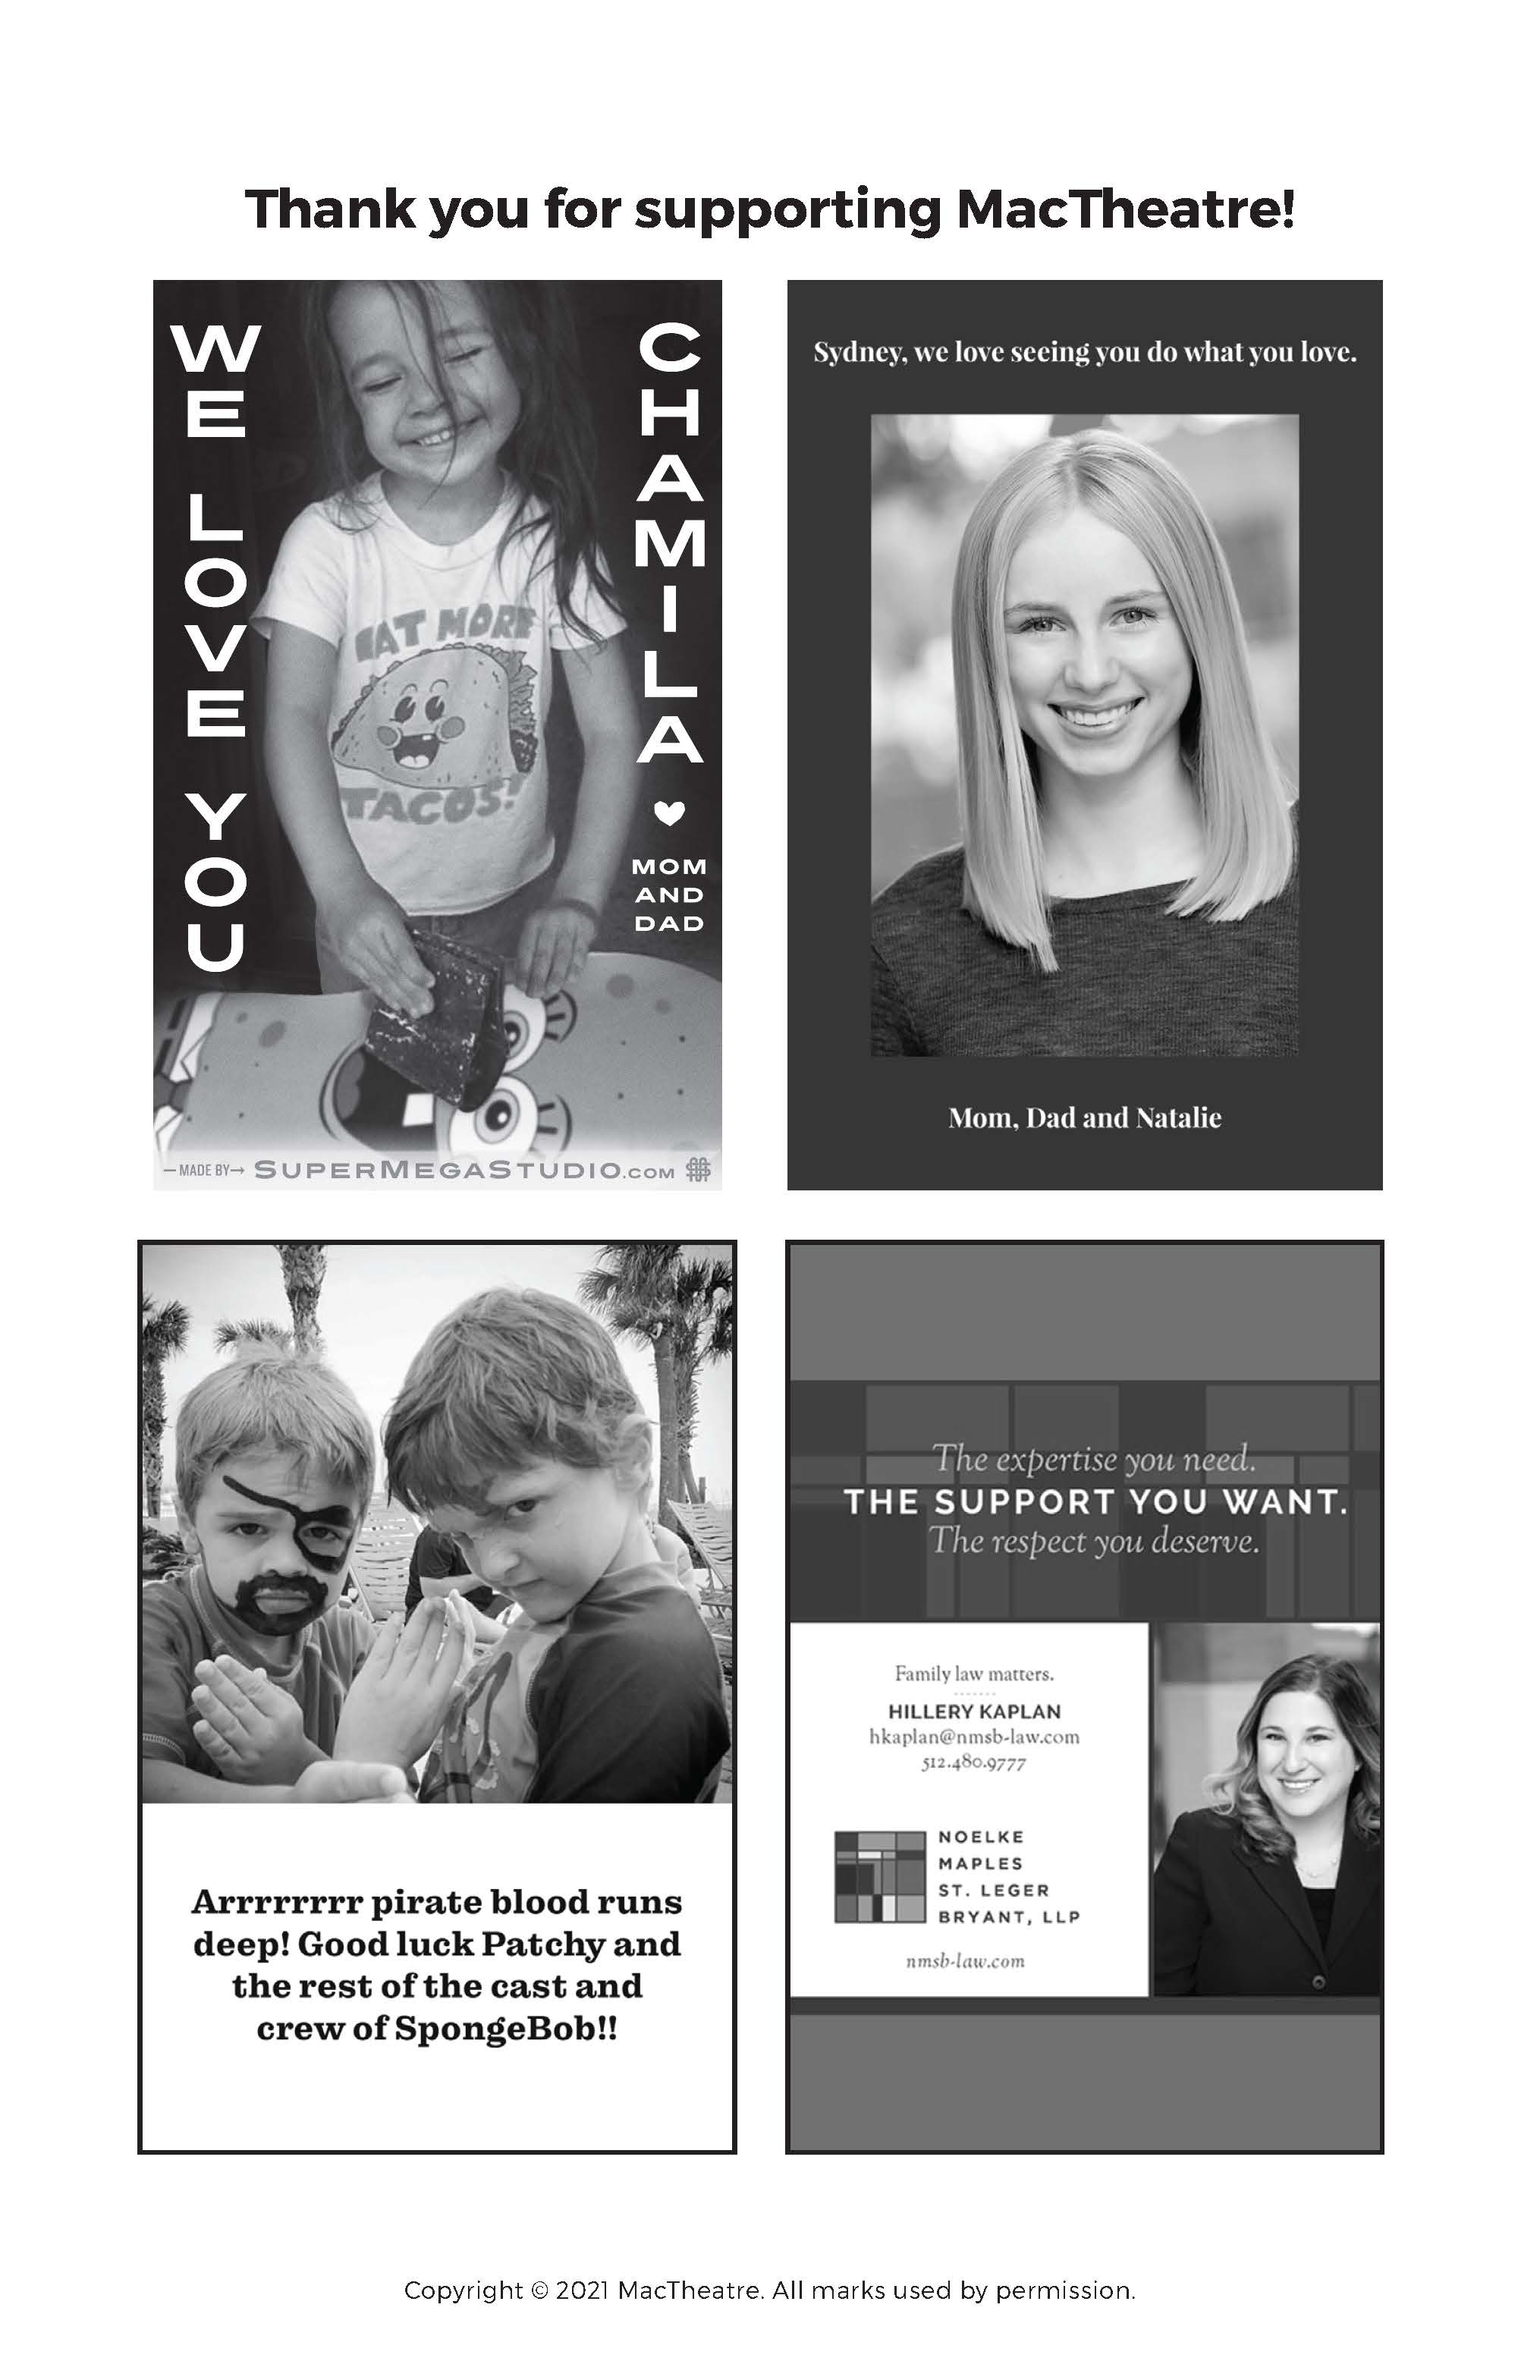 Thank you for supporting MacTheatre!
WE LOVE YOU
CHAMILA
MOM
AND
DAD
EAT MORE
TACOS!
—MADE BY→ SUPERMEGASTUDIO.COM
Sydney, we love seeing you do what you love.
Mom, Dad and Natalie
Arrrrrrrr pirate blood runs
deep! Good luck Patchy and
the rest of the cast and
crew of SpongeBob!!
The expertise you need.
THE SUPPORT YOU WANT.
The respect you deserve.
Family law matters.
HILLERY KAPLAN
hkaplan@nmsb-law.com
512.480.9777
NOELKE
MAPLES
ST. LEGER
BRYANT, LLP
nmsb-law.com
Copyright © 2021 MacTheatre. All marks used by permission.